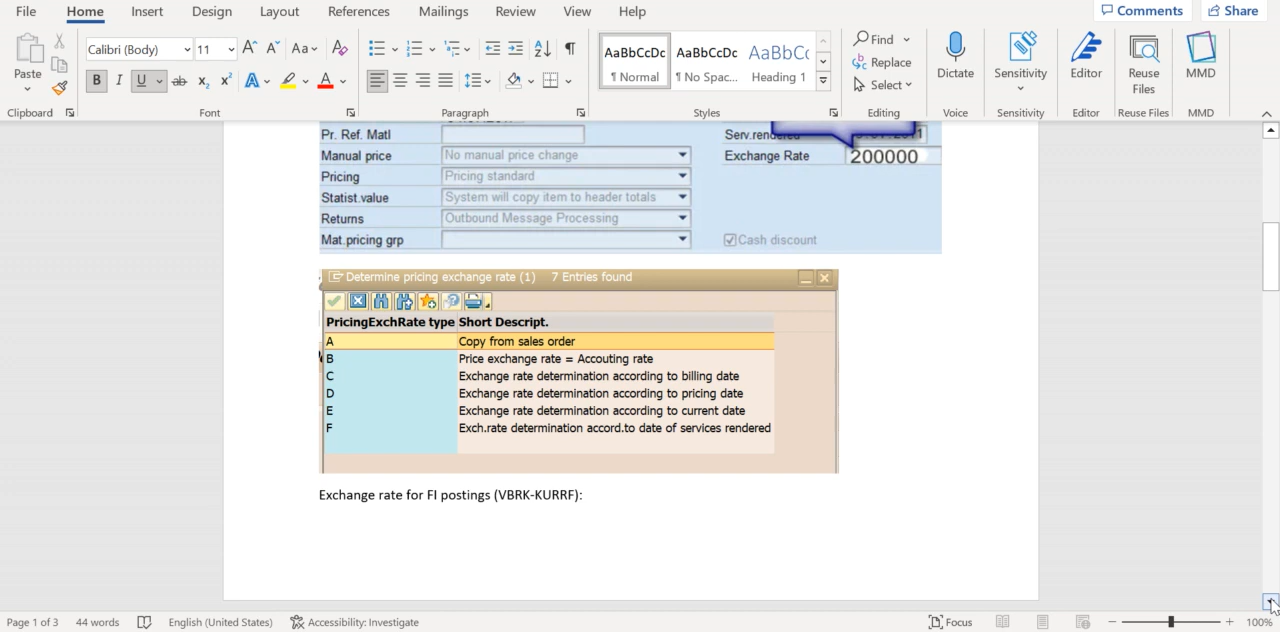 File Home Insert Design Layout References Mailings Review View Help Comments Share
Calibri (Body) 11 Aa AaBbCcDc AaBbCcDc AaBbCc Find
Paste Replace Dictate Sensitivity Editor Reuse Files MMD
B I U ab x₂ x² A A ¶ Normal ¶ No Spac... Heading 1 Select
Clipboard Font Paragraph Styles Editing Voice Sensitivity Editor Reuse Files MMD
Pr. Ref. Matl Serv.rendered
Manual price No manual price change Exchange Rate 200000
Pricing Pricing standard
Statist.value System will copy item to header totals
Returns Outbound Message Processing
Mat.pricing grp Cash discount
Determine pricing exchange rate (1) 7 Entries found
PricingExchRate type Short Descript.
A Copy from sales order
B Price exchange rate = Accouting rate
C Exchange rate determination according to billing date
D Exchange rate determination according to pricing date
E Exchange rate determination according to current date
F Exch.rate determination accord.to date of services rendered
Exchange rate for FI postings (VBRK-KURRF):
Page 1 of 3 44 words English (United States) Accessibility: Investigate Focus 100%